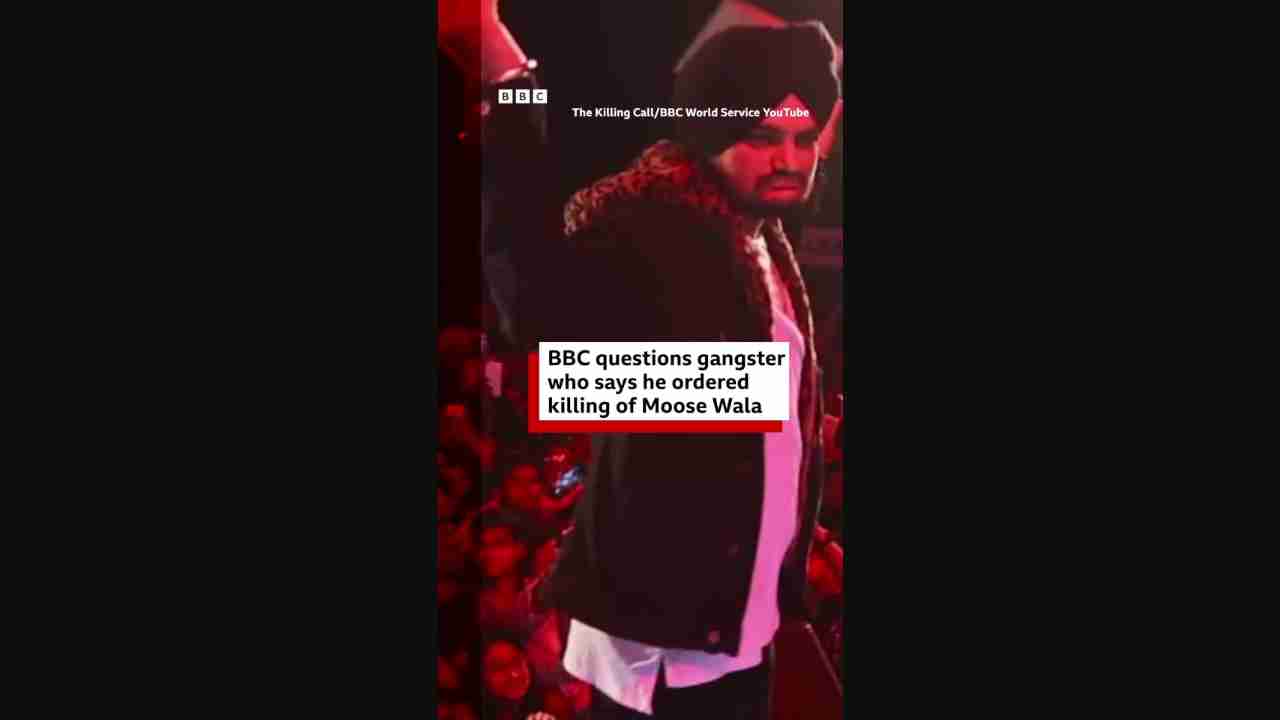 BBC
The Killing Call/BBC World Service YouTube
BBC questions gangster
who says he ordered
killing of Moose Wala